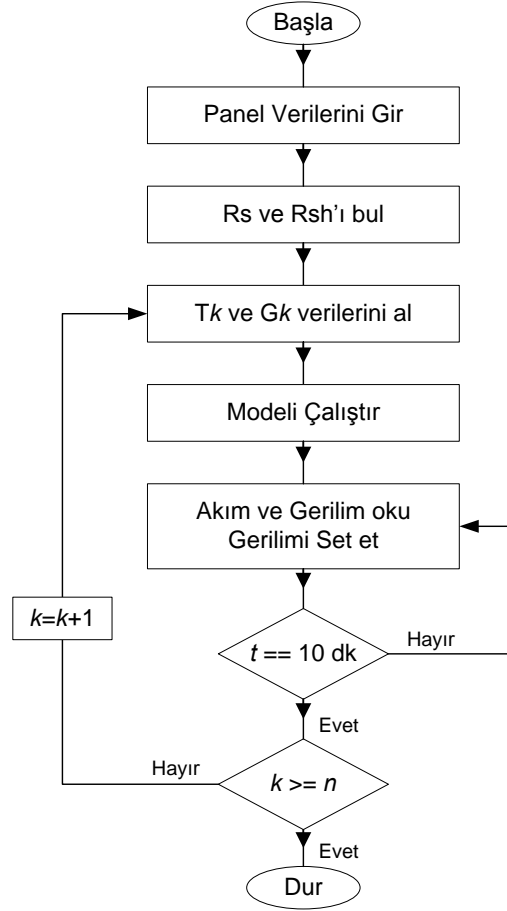 Başla
Panel Verilerini Gir
Rs ve Rsh’ı bul
Tk ve Gk verilerini al
Modeli Çalıştır
Akım ve Gerilim oku
Gerilimi Set et
k=k+1
t == 10 dk
Hayır
Evet
Hayır
k >= n
Evet
Dur